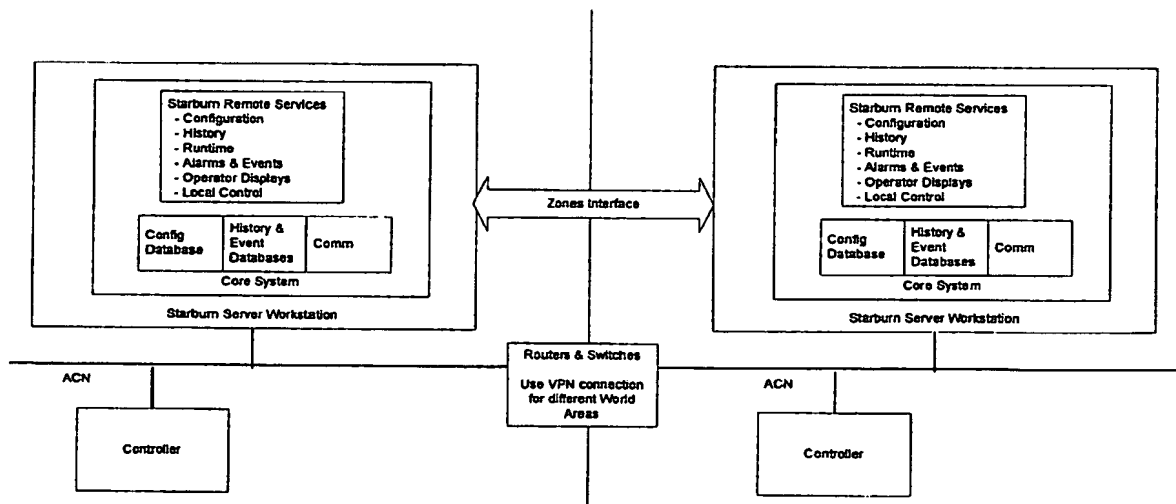 Starburn Remote Services
- Configuration
- History
- Runtime
- Alarms & Events
- Operator Displays
- Local Control
Config
Database
History &
Event
Databases
Comm
Core System
Starburn Server Workstation
Zones Interface
Starburn Remote Services
- Configuration
- History
- Runtime
- Alarms & Events
- Operator Displays
- Local Control
Config
Database
History &
Event
Databases
Comm
Core System
Starburn Server Workstation
ACN
Routers & Switches
Use VPN connection
for different World
Areas
ACN
Controller
Controller